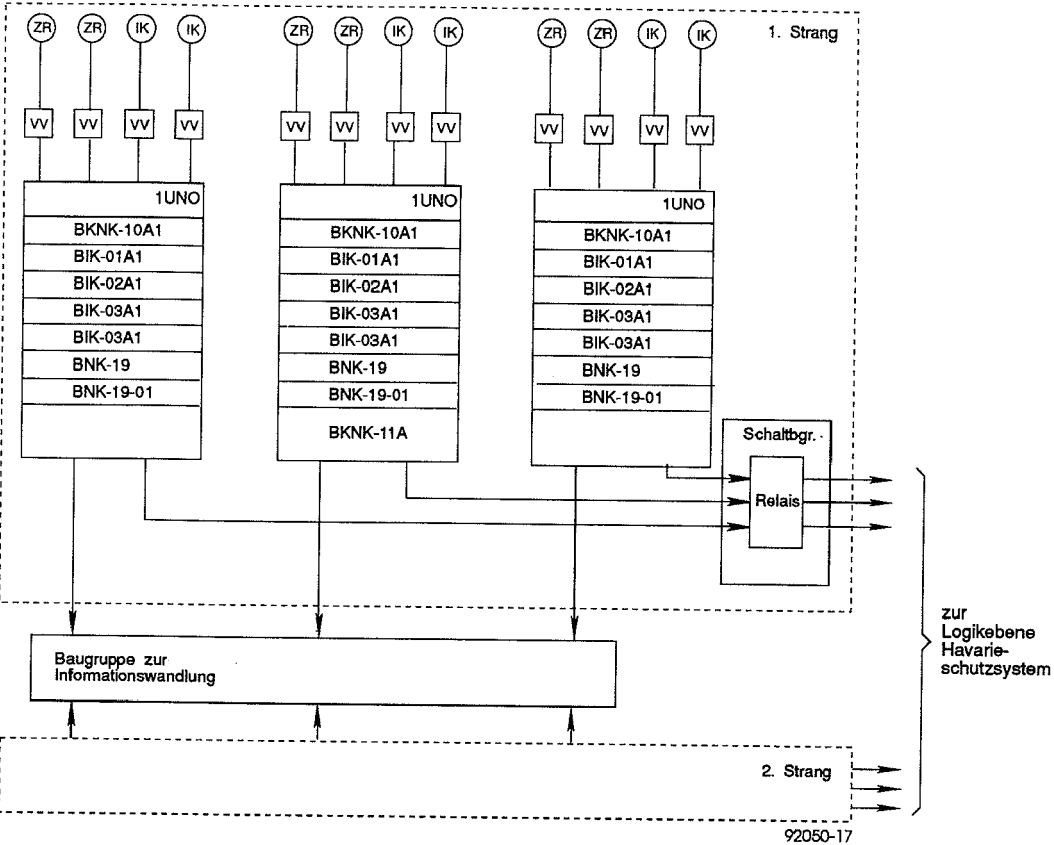 ZR ZR IK IK ZR ZR IK IK ZR ZR IK IK
1. Strang
VV VV VV VV VV VV VV VV VV VV VV VV
1UNO
BKNK-10A1
BIK-01A1
BIK-02A1
BIK-03A1
BIK-03A1
BNK-19
BNK-19-01
1UNO
BKNK-10A1
BIK-01A1
BIK-02A1
BIK-03A1
BIK-03A1
BNK-19
BNK-19-01
BKNK-11A
1UNO
BKNK-10A1
BIK-01A1
BIK-02A1
BIK-03A1
BIK-03A1
BNK-19
BNK-19-01
Schaltbgr.
Relais
zur
Logikebene
Havarie-
schutzsystem
Baugruppe zur
Informationswandlung
2. Strang
92050-17